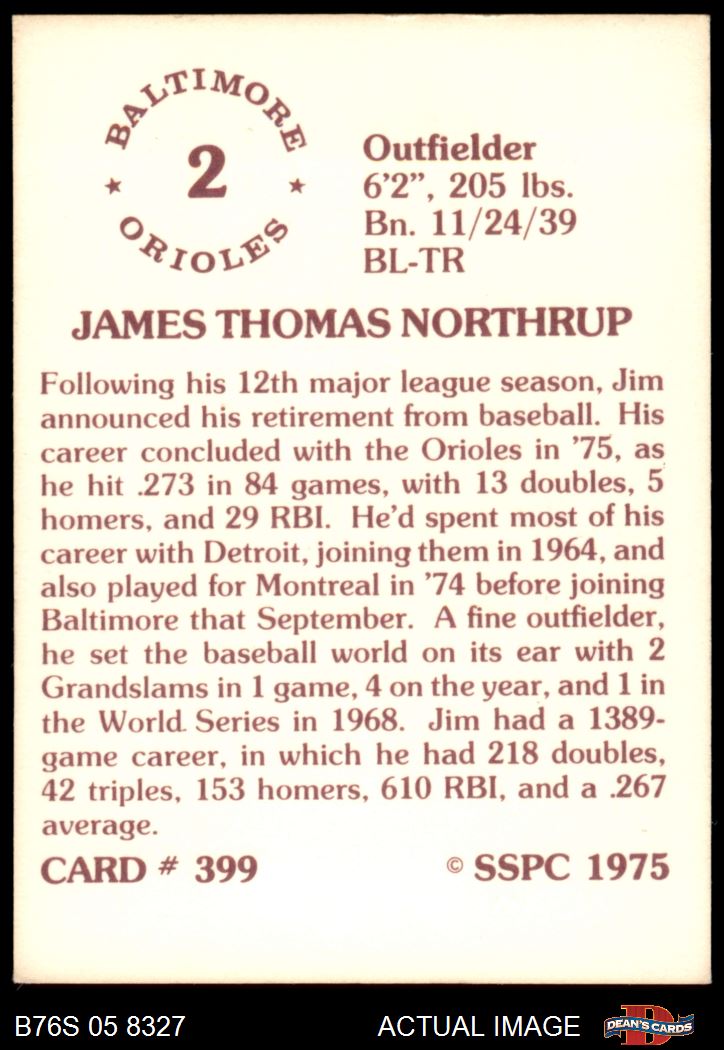 BALTIMORE
2
ORIOLES
Outfielder
6'2", 205 lbs.
Bn. 11/24/39
BL-TR
JAMES THOMAS NORTHRUP
Following his 12th major league season, Jim
announced his retirement from baseball. His
career concluded with the Orioles in '75, as
he hit .273 in 84 games, with 13 doubles, 5
homers, and 29 RBI. He'd spent most of his
career with Detroit, joining them in 1964, and
also played for Montreal in '74 before joining
Baltimore that September. A fine outfielder,
he set the baseball world on its ear with 2
Grandslams in 1 game, 4 on the year, and 1 in
the World Series in 1968. Jim had a 1389-
game career, in which he had 218 doubles,
42 triples, 153 homers, 610 RBI, and a .267
average.
CARD # 399
© SSPC 1975
B76S 05 8327
ACTUAL IMAGE
D
DEAN'S CARDS